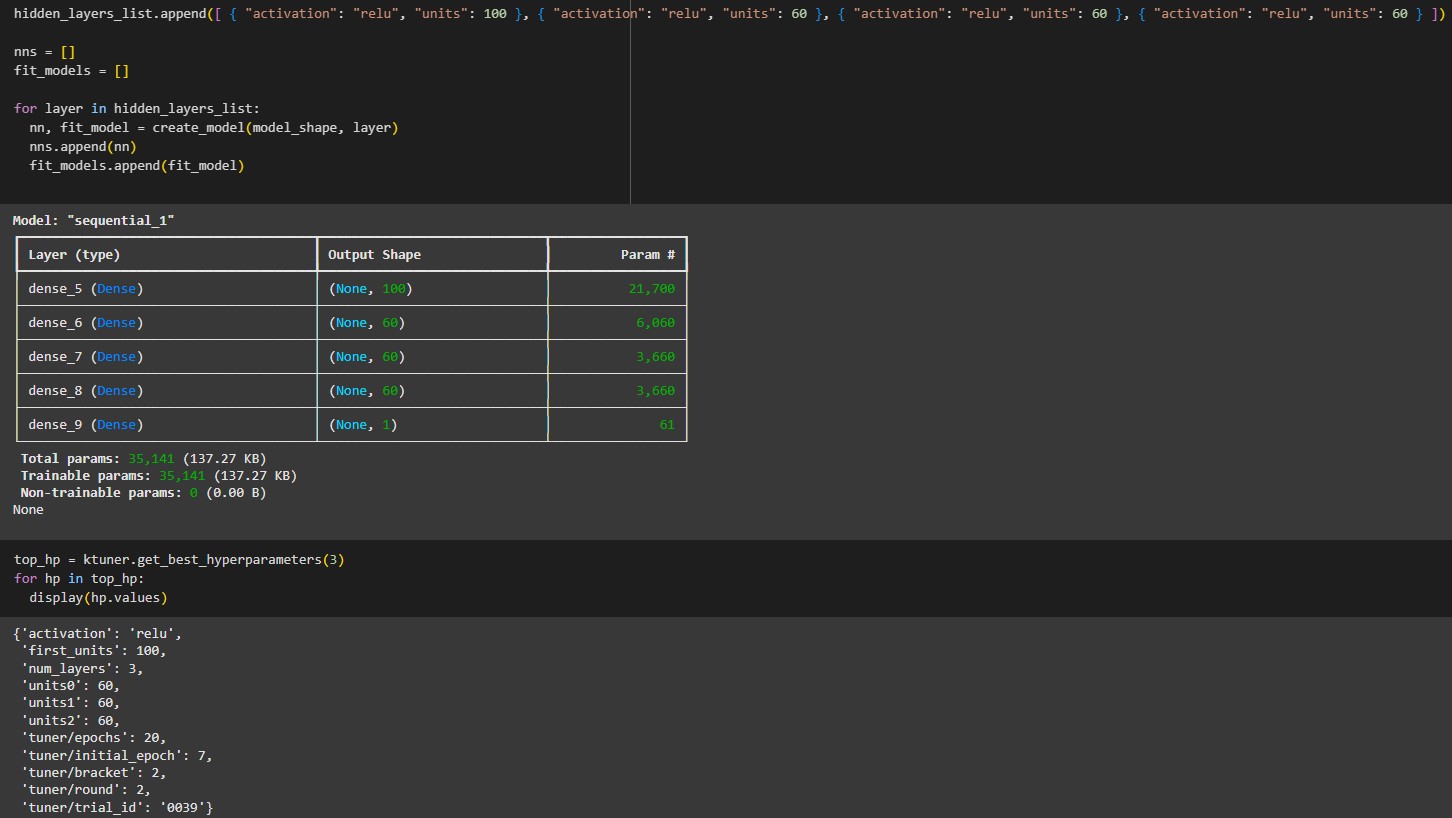 hidden_layers_list.append([ { "activation": "relu", "units": 100 }, { "activation": "relu", "units": 60 }, { "activation": "relu", "units": 60 }, { "activation": "relu", "units": 60 } ])
nns = []
fit_models = []
for layer in hidden_layers_list:
nn, fit_model = create_model(model_shape, layer)
nns.append(nn)
fit_models.append(fit_model)
Model: "sequential_1"
Layer (type) Output Shape Param #
dense_5 (Dense) (None, 100) 21,700
dense_6 (Dense) (None, 60) 6,060
dense_7 (Dense) (None, 60) 3,660
dense_8 (Dense) (None, 60) 3,660
dense_9 (Dense) (None, 1) 61
Total params: 35,141 (137.27 KB)
Trainable params: 35,141 (137.27 KB)
Non-trainable params: 0 (0.00 B)
None
top_hp = ktuner.get_best_hyperparameters(3)
for hp in top_hp:
display(hp.values)
{'activation': 'relu',
'first_units': 100,
'num_layers': 3,
'units0': 60,
'units1': 60,
'units2': 60,
'tuner/epochs': 20,
'tuner/initial_epoch': 7,
'tuner/bracket': 2,
'tuner/round': 2,
'tuner/trial_id': '0039'}